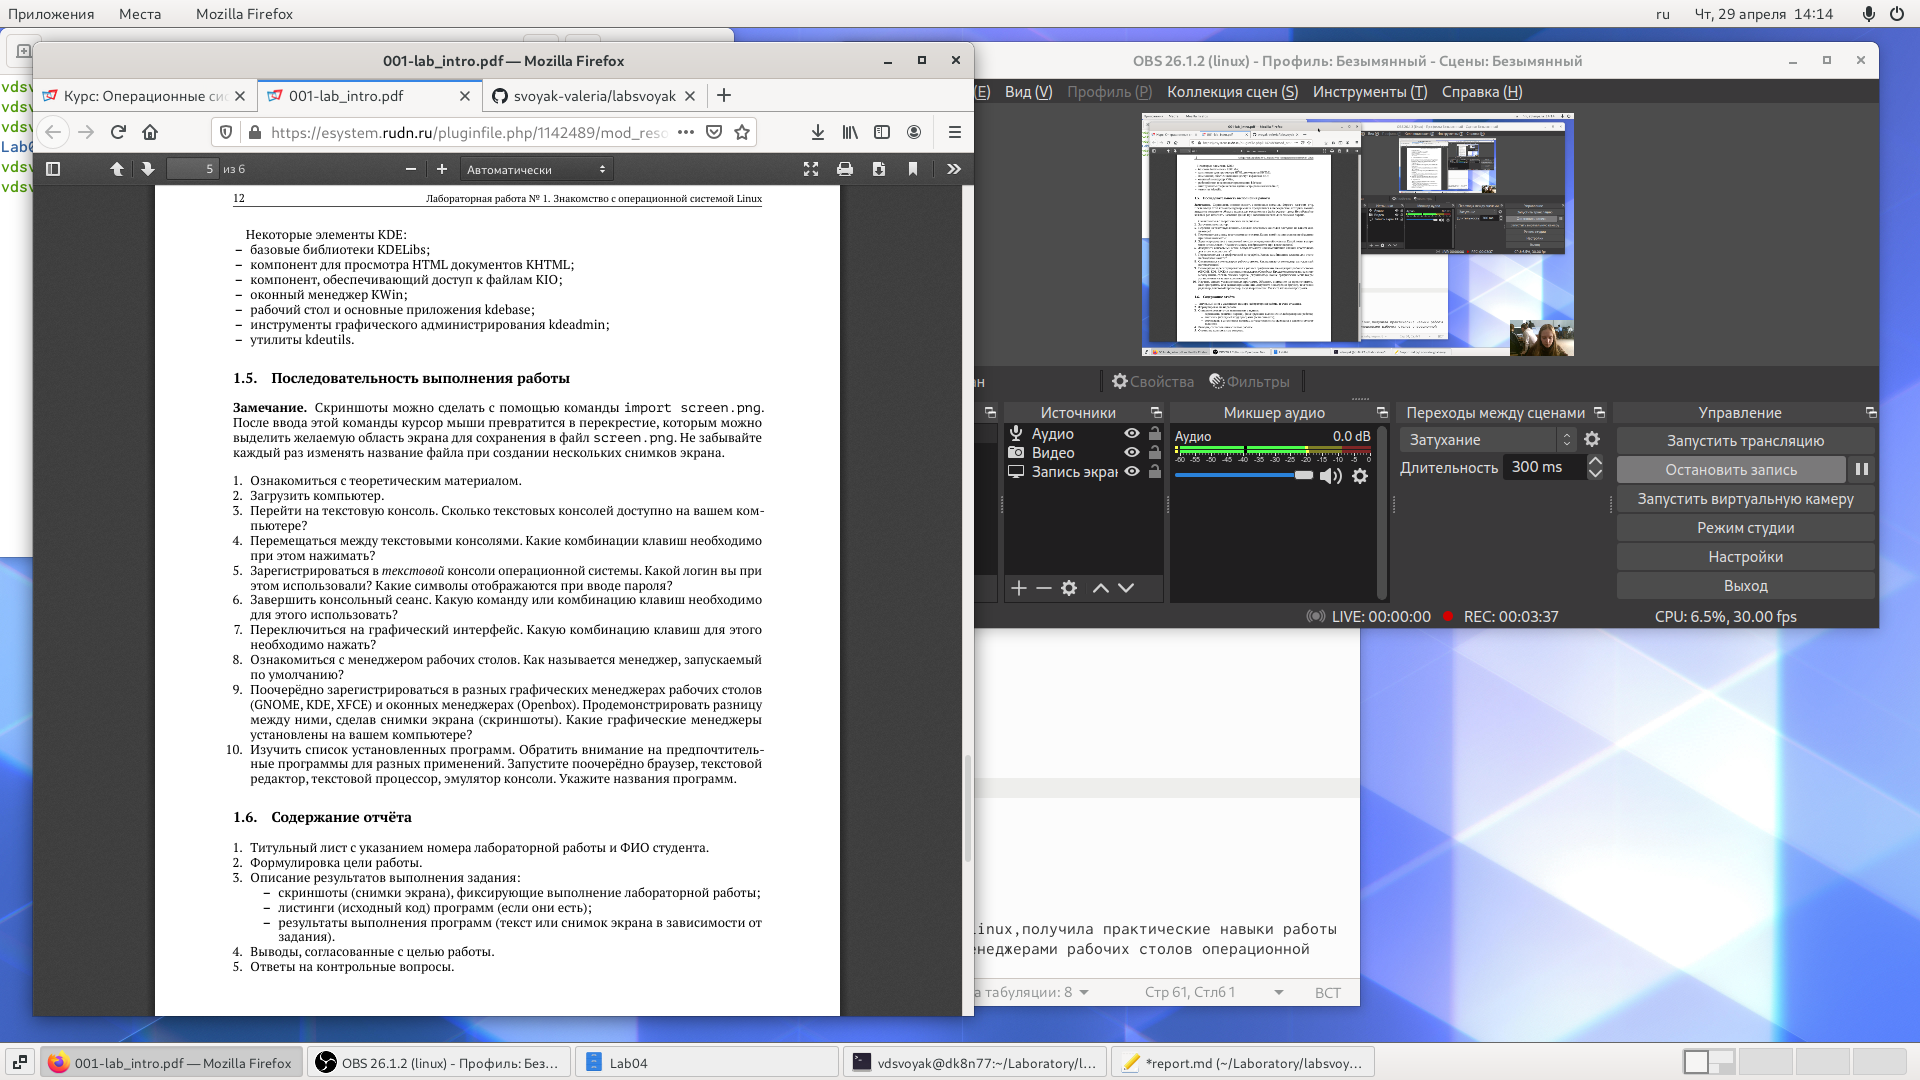 Приложения Места Mozilla Firefox
ru Чт, 29 апреля 14:14
001-lab_intro.pdf — Mozilla Firefox
Курс: Операционные си
001-lab_intro.pdf
svoyak-valeria/labsvoyak
https://esystem.rudn.ru/pluginfile.php/1142489/mod_reso
5 из 6
Автоматически
12 Лабораторная работа № 1. Знакомство с операционной системой Linux
Некоторые элементы KDE:
– базовые библиотеки KDELibs;
– компонент для просмотра HTML документов KHTML;
– компонент, обеспечивающий доступ к файлам KIO;
– оконный менеджер KWin;
– рабочий стол и основные приложения kdebase;
– инструменты графического администрирования kdeadmin;
– утилиты kdeutils.
1.5. Последовательность выполнения работы
Замечание. Скриншоты можно сделать с помощью команды import screen.png.
После ввода этой команды курсор мыши превратится в перекрестие, которым можно
выделить желаемую область экрана для сохранения в файл screen.png. Не забывайте
каждый раз изменять название файла при создании нескольких снимков экрана.
1. Ознакомиться с теоретическим материалом.
2. Загрузить компьютер.
3. Перейти на текстовую консоль. Сколько текстовых консолей доступно на вашем ком-
пьютере?
4. Перемещаться между текстовыми консолями. Какие комбинации клавиш необходимо
при этом нажимать?
5. Зарегистрироваться в текстовой консоли операционной системы. Какой логин вы при
этом использовали? Какие символы отображаются при вводе пароля?
6. Завершить консольный сеанс. Какую команду или комбинацию клавиш необходимо
для этого использовать?
7. Переключиться на графический интерфейс. Какую комбинацию клавиш для этого
необходимо нажать?
8. Ознакомиться с менеджером рабочих столов. Как называется менеджер, запускаемый
по умолчанию?
9. Поочерёдно зарегистрироваться в разных графических менеджерах рабочих столов
(GNOME, KDE, XFCE) и оконных менеджерах (Openbox). Продемонстрировать разницу
между ними, сделав снимки экрана (скриншоты). Какие графические менеджеры
установлены на вашем компьютере?
10. Изучить список установленных программ. Обратить внимание на предпочтитель-
ные программы для разных применений. Запустите поочерёдно браузер, текстовой
редактор, текстовой процессор, эмулятор консоли. Укажите названия программ.
1.6. Содержание отчёта
1. Титульный лист с указанием номера лабораторной работы и ФИО студента.
2. Формулировка цели работы.
3. Описание результатов выполнения задания:
– скриншоты (снимки экрана), фиксирующие выполнение лабораторной работы;
– листинги (исходный код) программ (если они есть);
– результаты выполнения программ (текст или снимок экрана в зависимости от
задания).
4. Выводы, согласованные с целью работы.
5. Ответы на контрольные вопросы.
vdsv
vdsv
vdsv
Lab0
vdsv
vdsv
OBS 26.1.2 (linux) - Профиль: Безымянный - Сцены: Безымянный
(E) Вид (V) Профиль (P) Коллекция сцен (S) Инструменты (T) Справка (H)
ан
Свойства Фильтры
Источники
Аудио
Видео
Запись экран
Микшер аудио
Аудио 0.0 dB
-60 -55 -50 -45 -40 -35 -30 -25 -20 -15 -10 -5 0
Переходы между сценами
Затухание
Длительность 300 ms
Управление
Запустить трансляцию
Остановить запись
Запустить виртуальную камеру
Режим студии
Настройки
Выход
LIVE: 00:00:00 REC: 00:03:37 CPU: 6.5%, 30.00 fps
linux,получила практические навыки работы
енеджерами рабочих столов операционной
а табуляции: 8 Стр 61, Стлб 1 ВСТ
001-lab_intro.pdf — Mozilla Firefox
OBS 26.1.2 (linux) - Профиль: Без…
Lab04
vdsvoyak@dk8n77:~/Laboratory/l…
*report.md (~/Laboratory/labsvoy…